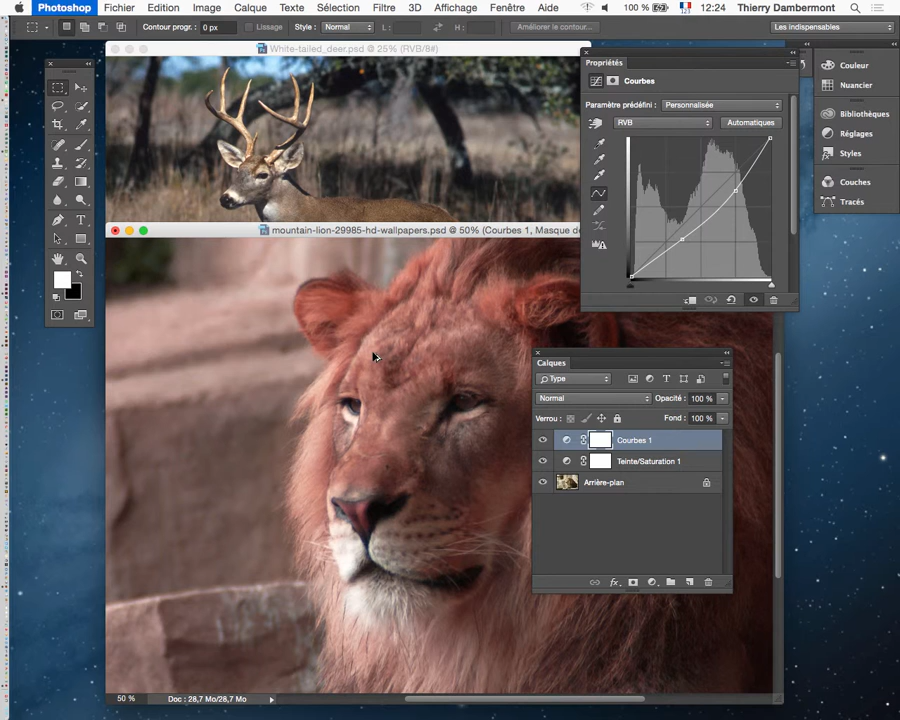 Photoshop Fichier Edition Image Calque Texte Sélection Filtre 3D Affichage Fenêtre Aide 100 % 12:24 Thierry Dambermont
Contour progr. : 0 px Lissage Style : Normal L : H : Améliorer le contour... Les indispensables
White-tailed_deer.psd @ 25% (RVB/8#)
Propriétés
Courbes
Paramètre prédéfini : Personnalisée
RVB Automatiques
Couleur
Nuancier
Bibliothèques
Réglages
Styles
Couches
Tracés
T
mountain-lion-29985-hd-wallpapers.psd @ 50% (Courbes 1, Masque de
Calques
Type
Normal Opacité : 100 %
Verrou : Fond : 100 %
Courbes 1
Teinte/Saturation 1
Arrière-plan
fx
50 % Doc : 28,7 Mo/28,7 Mo